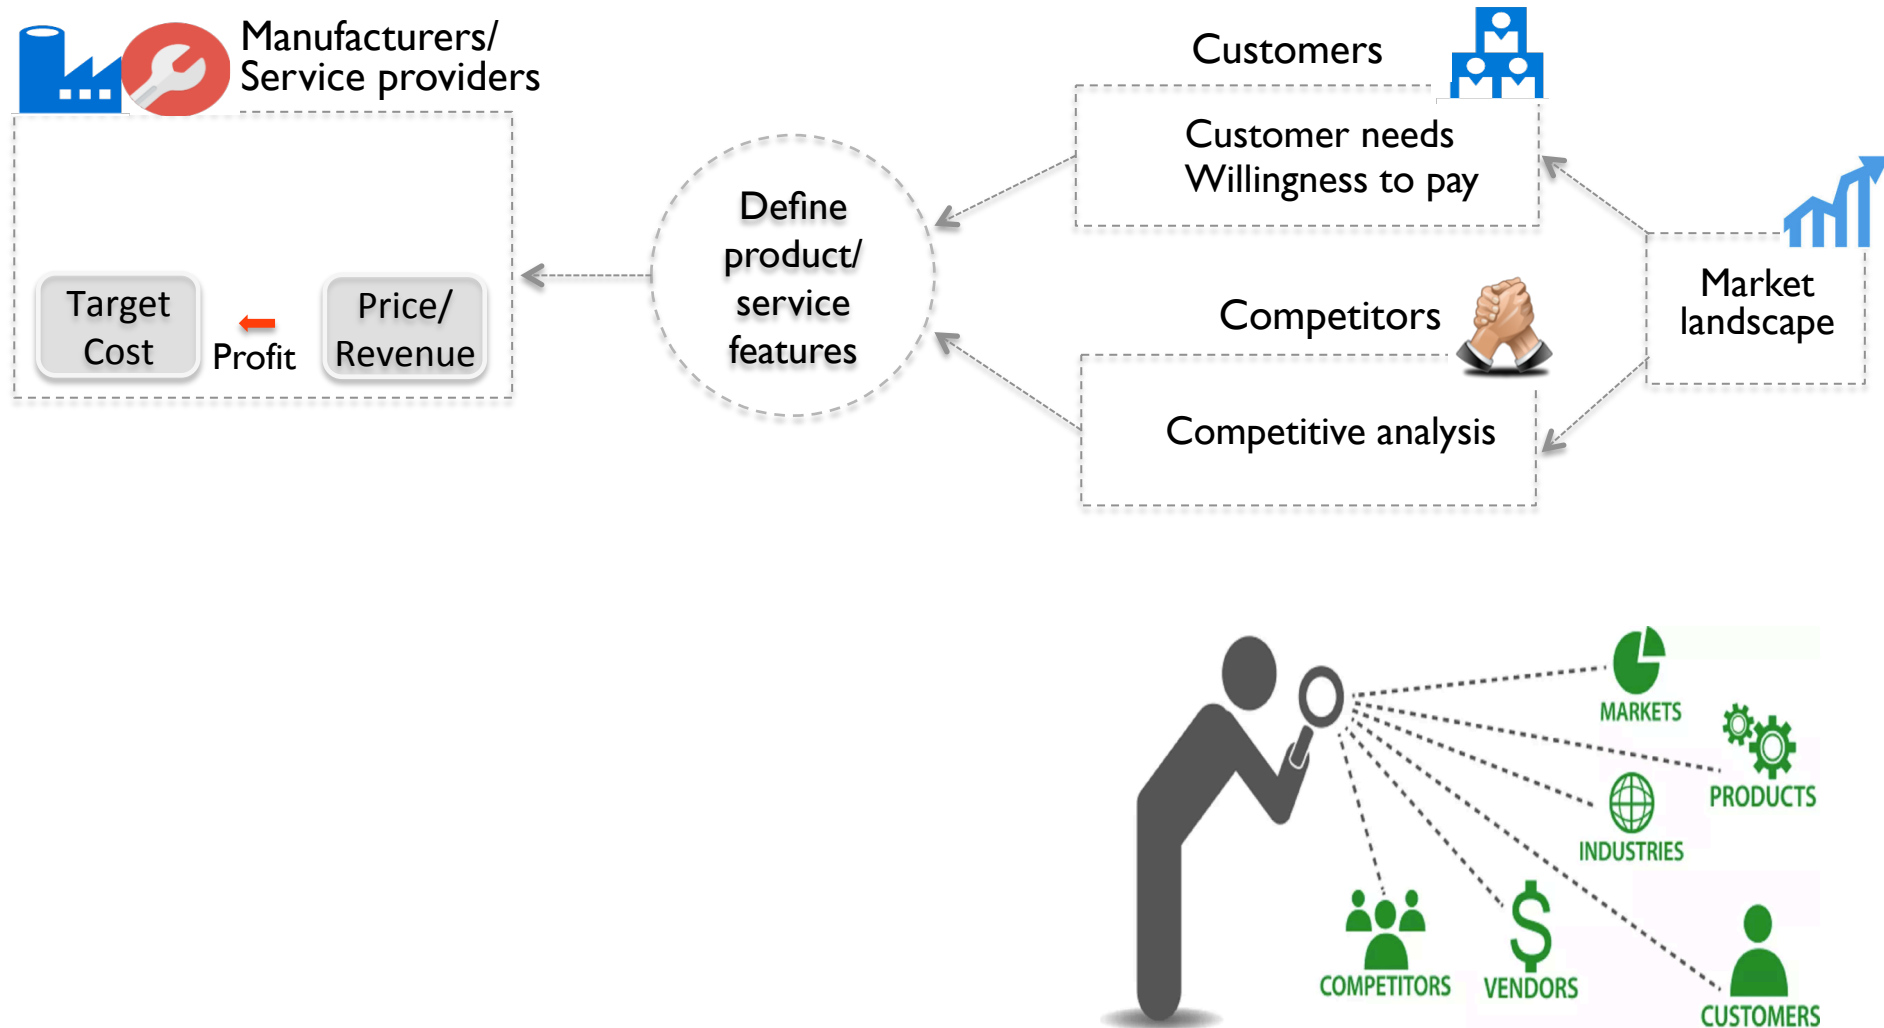 Manufacturers/
Service providers
Target
Cost
Profit
Price/
Revenue
Define
product/
service
features
Customers
Customer needs
Willingness to pay
Competitors
Competitive analysis
Market
landscape
MARKETS
PRODUCTS
INDUSTRIES
COMPETITORS
VENDORS
CUSTOMERS